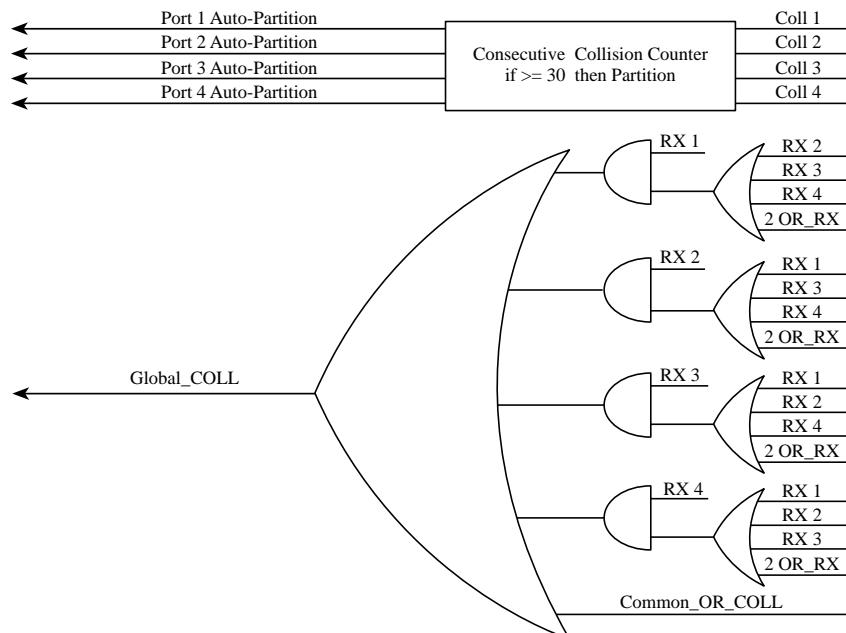 Port 1 Auto-Partition
Port 2 Auto-Partition
Port 3 Auto-Partition
Port 4 Auto-Partition
Consecutive Collision Counter
if >= 30 then Partition
Coll 1
Coll 2
Coll 3
Coll 4
RX 1
RX 2
RX 3
RX 4
2 OR_RX
RX 2
RX 1
RX 3
RX 4
2 OR_RX
Global_COLL
RX 3
RX 1
RX 2
RX 4
2 OR_RX
RX 4
RX 1
RX 2
RX 3
2 OR_RX
Common_OR_COLL